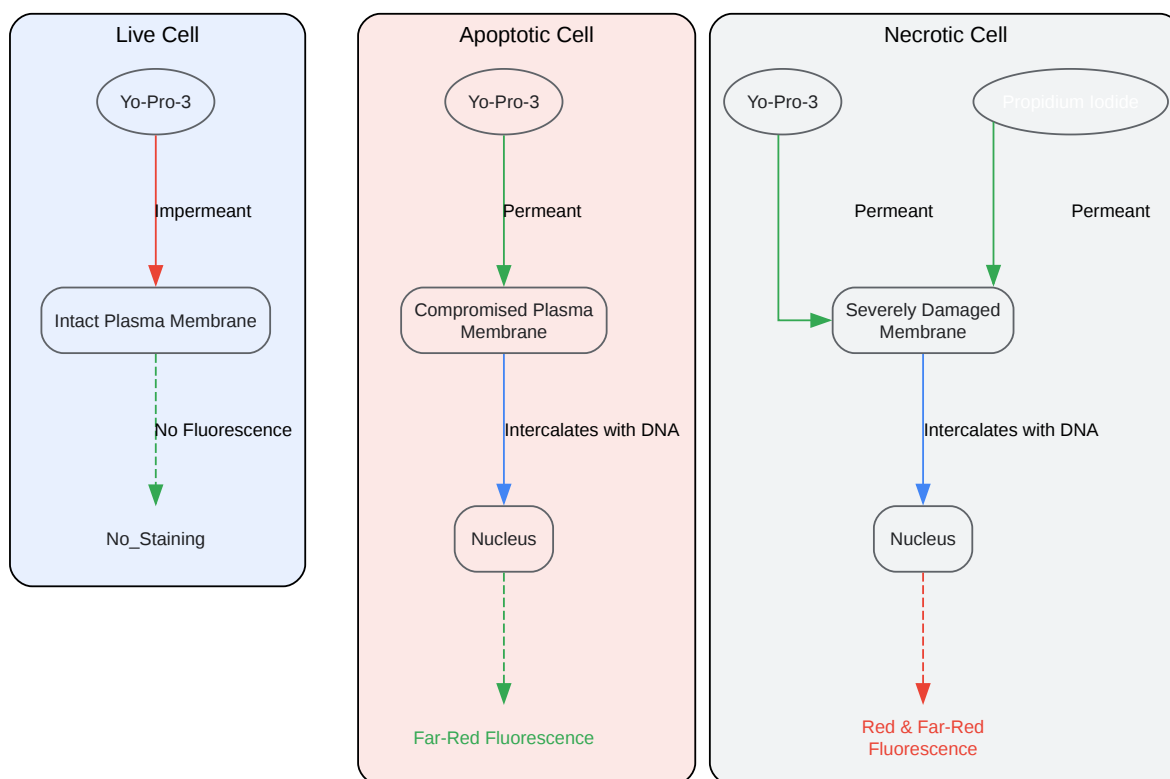 Live Cell
Yo-Pro-3
Impermeant
Intact Plasma Membrane
No Fluorescence
No_Staining
Apoptotic Cell
Yo-Pro-3
Permeant
Compromised Plasma
Membrane
Intercalates with DNA
Nucleus
Far-Red Fluorescence
Necrotic Cell
Yo-Pro-3
Propidium Iodide
Permeant
Permeant
Severely Damaged
Membrane
Intercalates with DNA
Nucleus
Red & Far-Red
Fluorescence